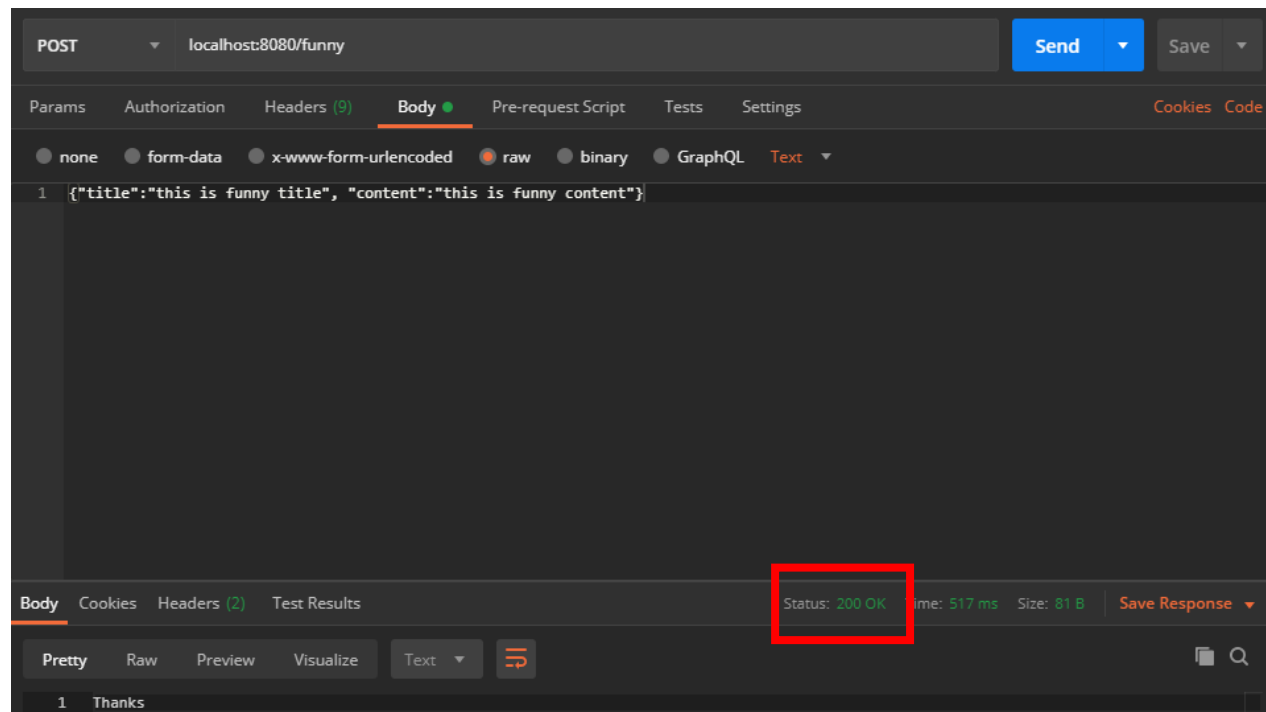 POST localhost:8080/funny Send Save
Params Authorization Headers (9) Body Pre-request Script Tests Settings Cookies Code
none form-data x-www-form-urlencoded raw binary GraphQL Text
1 {"title":"this is funny title", "content":"this is funny content"}
Body Cookies Headers (2) Test Results Status: 200 OK ime: 517 ms Size: 81 B Save Response
Pretty Raw Preview Visualize Text
1 Thanks